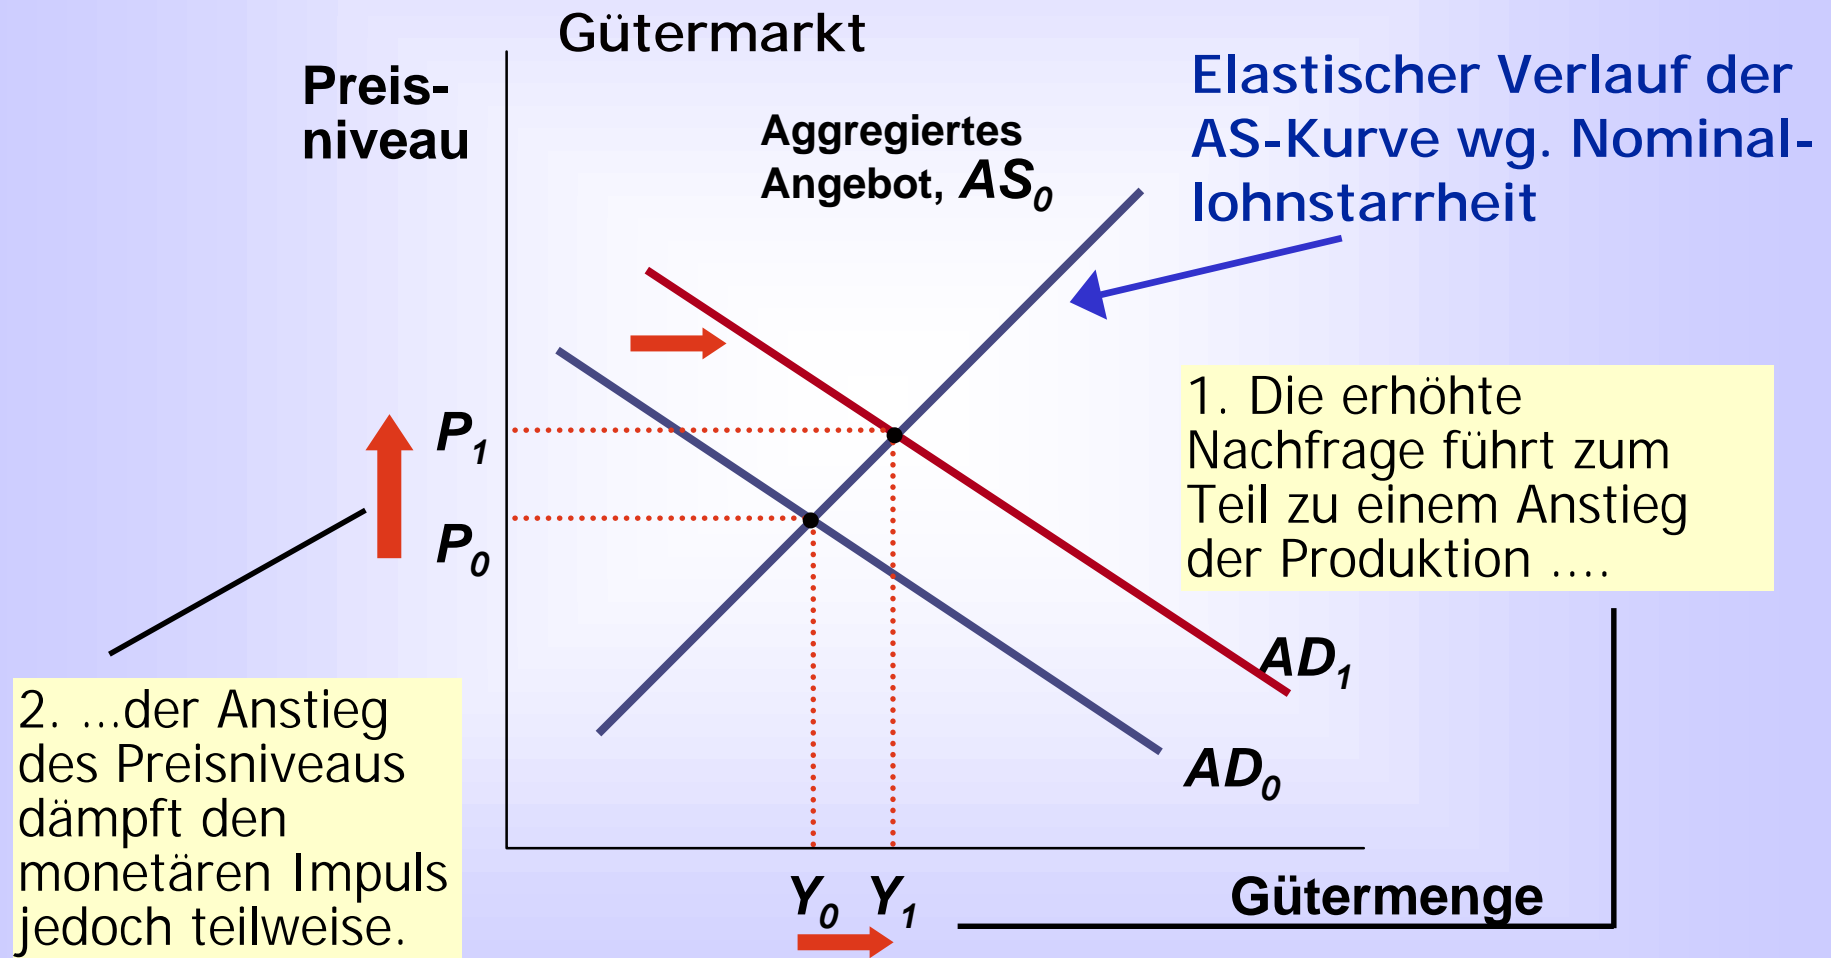 Gütermarkt
Preis-
niveau
Aggregiertes
Angebot, AS0
Elastischer Verlauf der
AS-Kurve wg. Nominal-
lohnstarrheit
P1
P0
1. Die erhöhte
Nachfrage führt zum
Teil zu einem Anstieg
der Produktion ....
AD1
AD0
2. ...der Anstieg
des Preisniveaus
dämpft den
monetären Impuls
jedoch teilweise.
Y0 Y1
Gütermenge